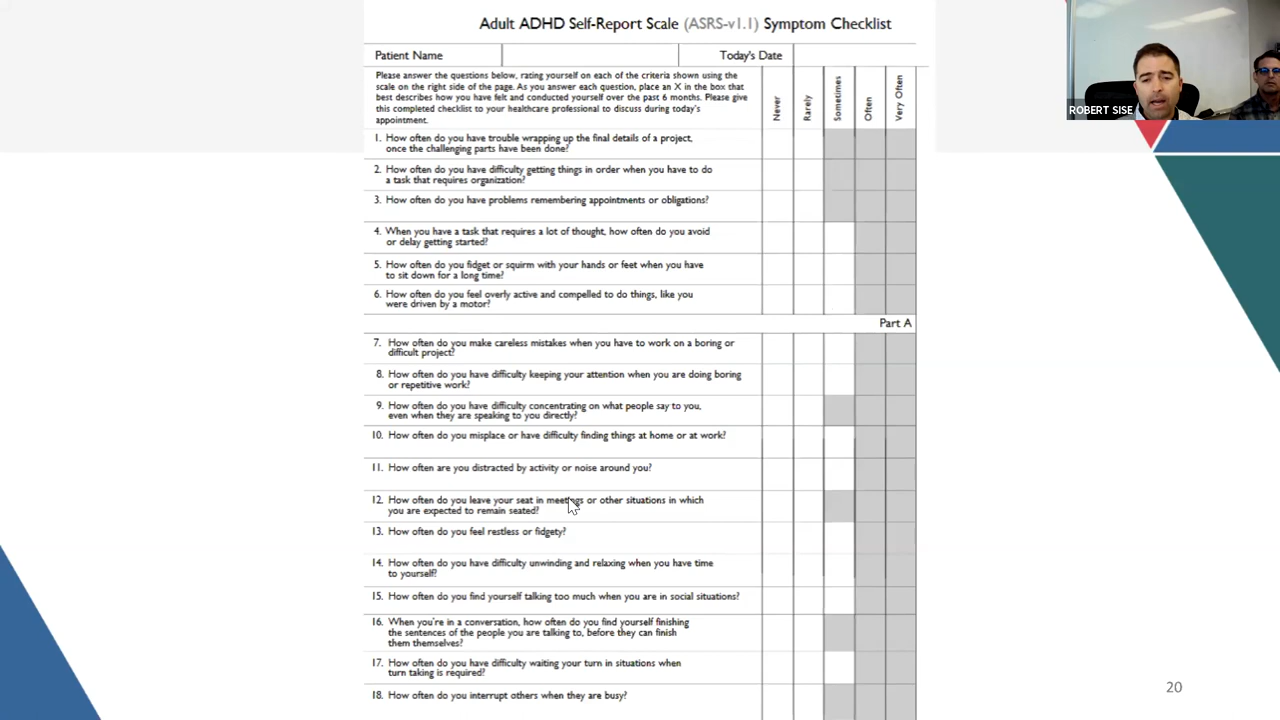 Adult ADHD Self-Report Scale (ASRS-v1.1) Symptom Checklist
Patient Name
Today's Date
Please answer the questions below, rating yourself on each of the criteria shown using the
scale on the right side of the page. As you answer each question, place an X in the box that
best describes how you have felt and conducted yourself over the past 6 months. Please give
this completed checklist to your healthcare professional to discuss during today's
appointment.
Never
Rarely
Sometimes
Often
Very Often
1. How often do you have trouble wrapping up the final details of a project,
once the challenging parts have been done?
2. How often do you have difficulty getting things in order when you have to do
a task that requires organization?
3. How often do you have problems remembering appointments or obligations?
4. When you have a task that requires a lot of thought, how often do you avoid
or delay getting started?
5. How often do you fidget or squirm with your hands or feet when you have
to sit down for a long time?
6. How often do you feel overly active and compelled to do things, like you
were driven by a motor?
Part A
7. How often do you make careless mistakes when you have to work on a boring or
difficult project?
8. How often do you have difficulty keeping your attention when you are doing boring
or repetitive work?
9. How often do you have difficulty concentrating on what people say to you,
even when they are speaking to you directly?
10. How often do you misplace or have difficulty finding things at home or at work?
11. How often are you distracted by activity or noise around you?
12. How often do you leave your seat in meetings or other situations in which
you are expected to remain seated?
13. How often do you feel restless or fidgety?
14. How often do you have difficulty unwinding and relaxing when you have time
to yourself?
15. How often do you find yourself talking too much when you are in social situations?
16. When you're in a conversation, how often do you find yourself finishing
the sentences of the people you are talking to, before they can finish
them themselves?
17. How often do you have difficulty waiting your turn in situations when
turn taking is required?
18. How often do you interrupt others when they are busy?
ROBERT SISE
20